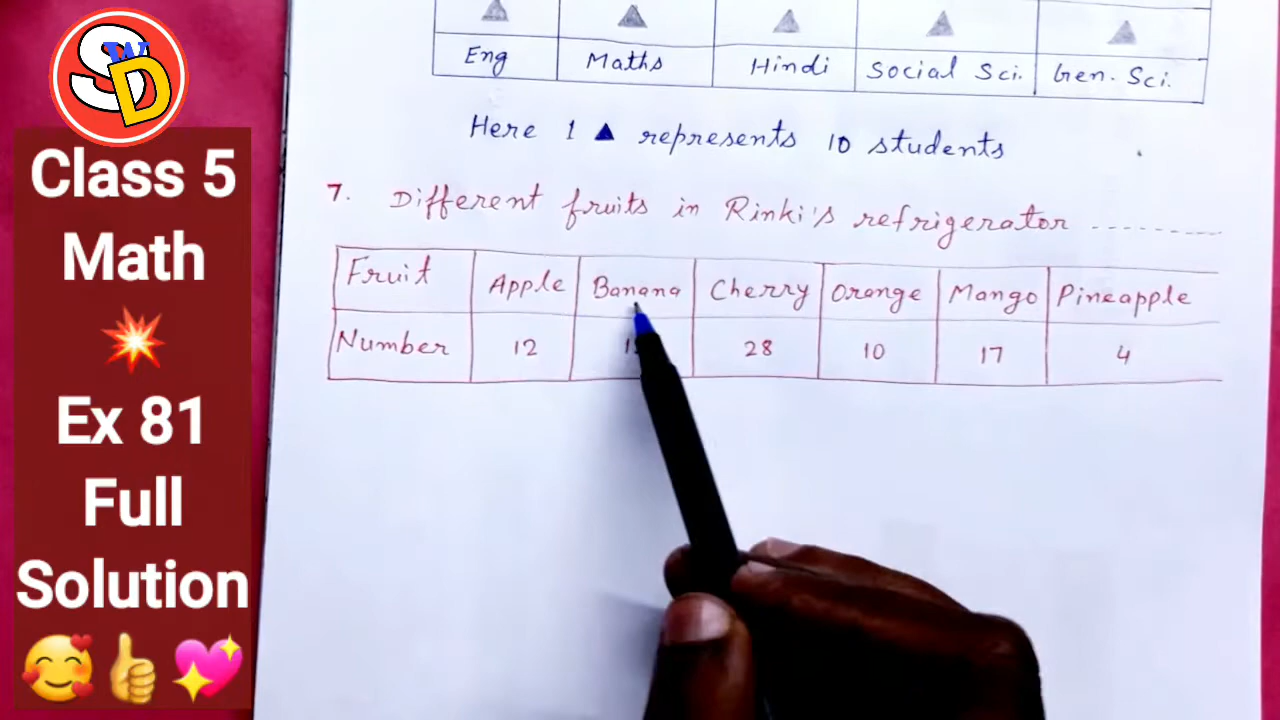 SWD
Class 5
Math
Ex 81
Full
Solution
Eng Maths Hindi Social Sci. Gen. Sci.
Here 1 ▲ represents 10 students
7. Different fruits in Rinki's refrigerator ---------
Fruit Apple Banana Cherry Orange Mango Pineapple
Number 12 28 10 17 4